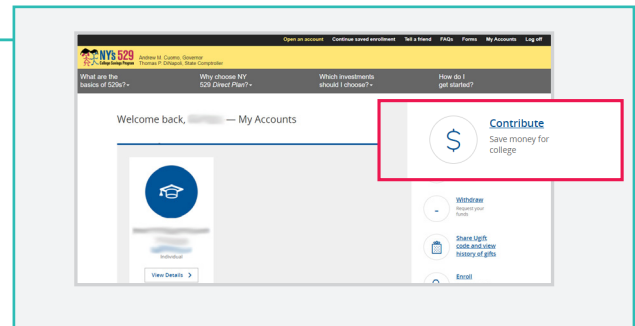 Open an account Continue saved enrollment Tell a friend FAQs Forms My Accounts Log off
NY's 529
College Savings Program
Andrew M. Cuomo, Governor
Thomas P. DiNapoli, State Comptroller
What are the
basics of 529s?
Why choose NY
529 Direct Plan?
Which investments
should I choose?
How do I
get started?
Welcome back, — My Accounts
$
Contribute
Save money for
college
Individual
View Details >
Withdraw
Request your
funds
Share Ugift
code and view
history of gifts
Enroll